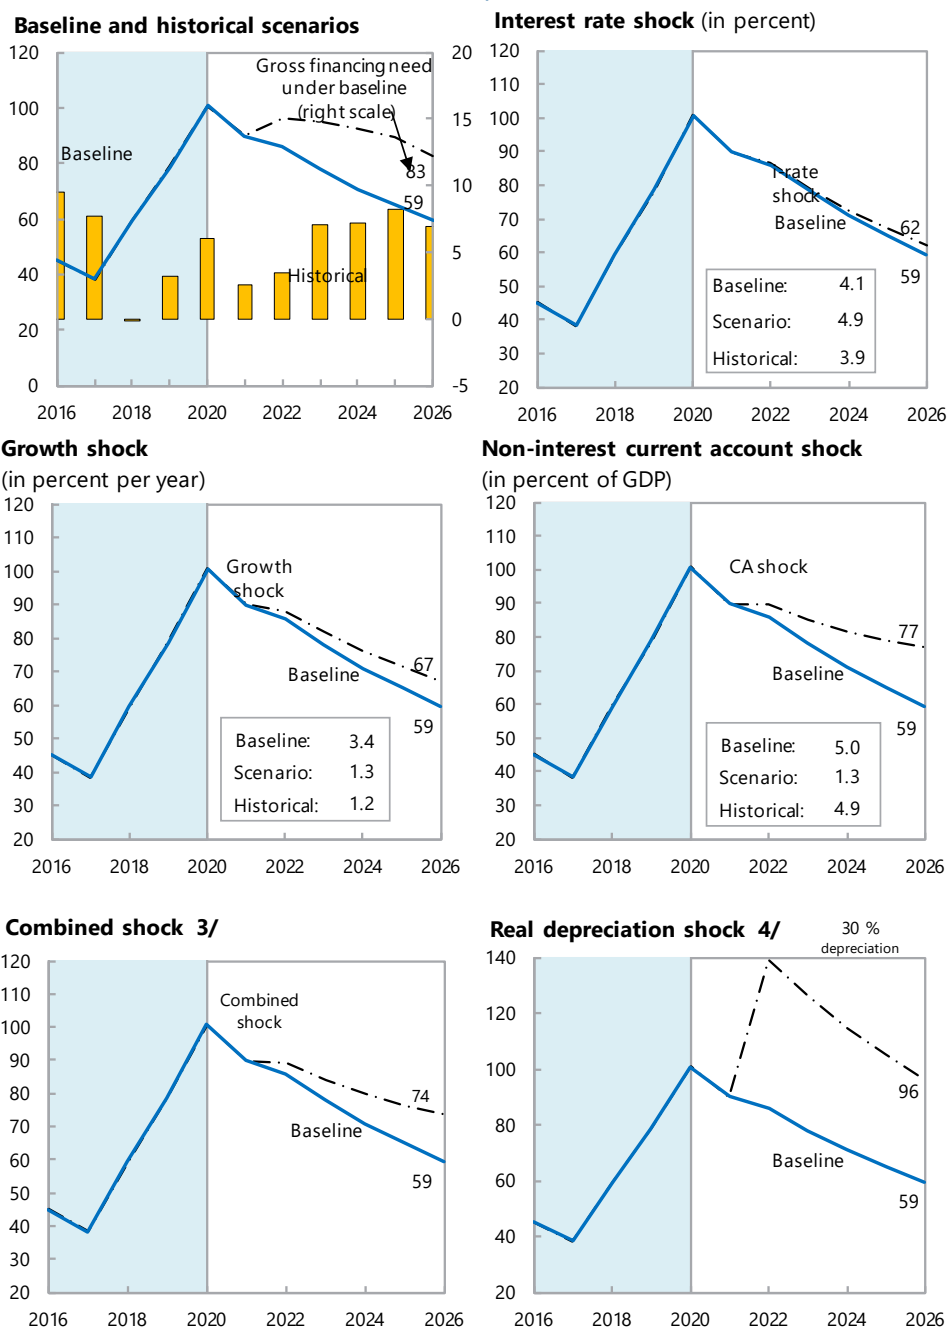 Baseline and historical scenarios
120
100
80
60
40
20
0
20
15
10
5
0
-5
Gross financing need
under baseline
(right scale)
Baseline
83
59
Historical
2016 2018 2020 2022 2024 2026
Interest rate shock (in percent)
120
110
100
90
80
70
60
50
40
30
20
I-rate
shock
Baseline
62
59
Baseline: 4.1
Scenario: 4.9
Historical: 3.9
2016 2018 2020 2022 2024 2026
Growth shock
(in percent per year)
120
110
100
90
80
70
60
50
40
30
20
Growth
shock
67
Baseline
59
Baseline: 3.4
Scenario: 1.3
Historical: 1.2
2016 2018 2020 2022 2024 2026
Non-interest current account shock
(in percent of GDP)
120
110
100
90
80
70
60
50
40
30
20
CA shock
77
Baseline
59
Baseline: 5.0
Scenario: 1.3
Historical: 4.9
2016 2018 2020 2022 2024 2026
Combined shock 3/
120
110
100
90
80
70
60
50
40
30
20
Combined
shock
74
Baseline
59
2016 2018 2020 2022 2024 2026
Real depreciation shock 4/
30 %
depreciation
140
120
100
80
60
40
20
96
Baseline
59
2016 2018 2020 2022 2024 2026